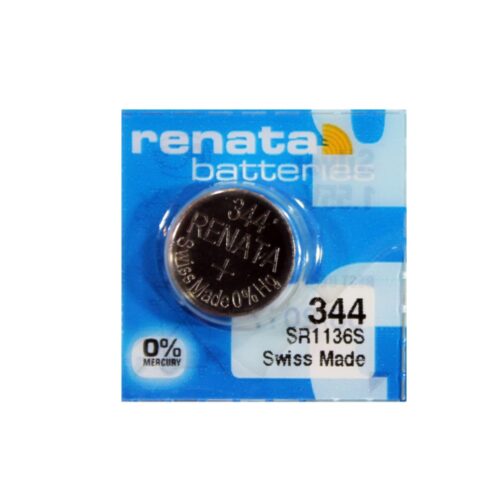 renata
batteries
344
RENATA
+
Swiss Made 0% Hg
344
SR1136S
Swiss Made
0%
MERCURY